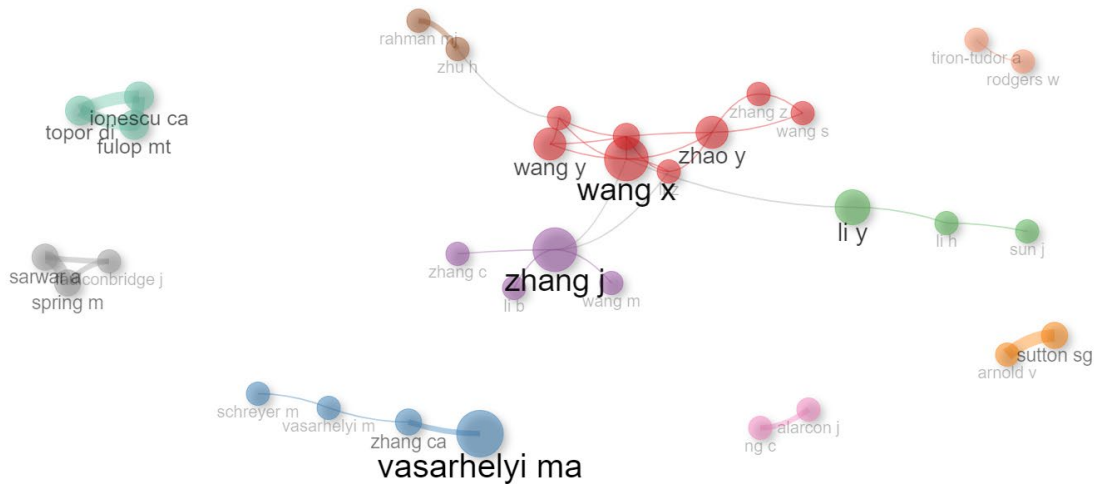 rahman mj
zhu h
tiron-tudor a
rodgers w
ionescu ca
topor di
fulop mt
zhang z
wang s
wang y
zhao y
wang x
li y
li h
sun j
sarwar a
spring m
zhang c
zhang j
li b
wang m
sutton sg
arnold v
schreyer m
vasarhelyi m
zhang ca
vasarhelyi ma
alarcon j
ng c